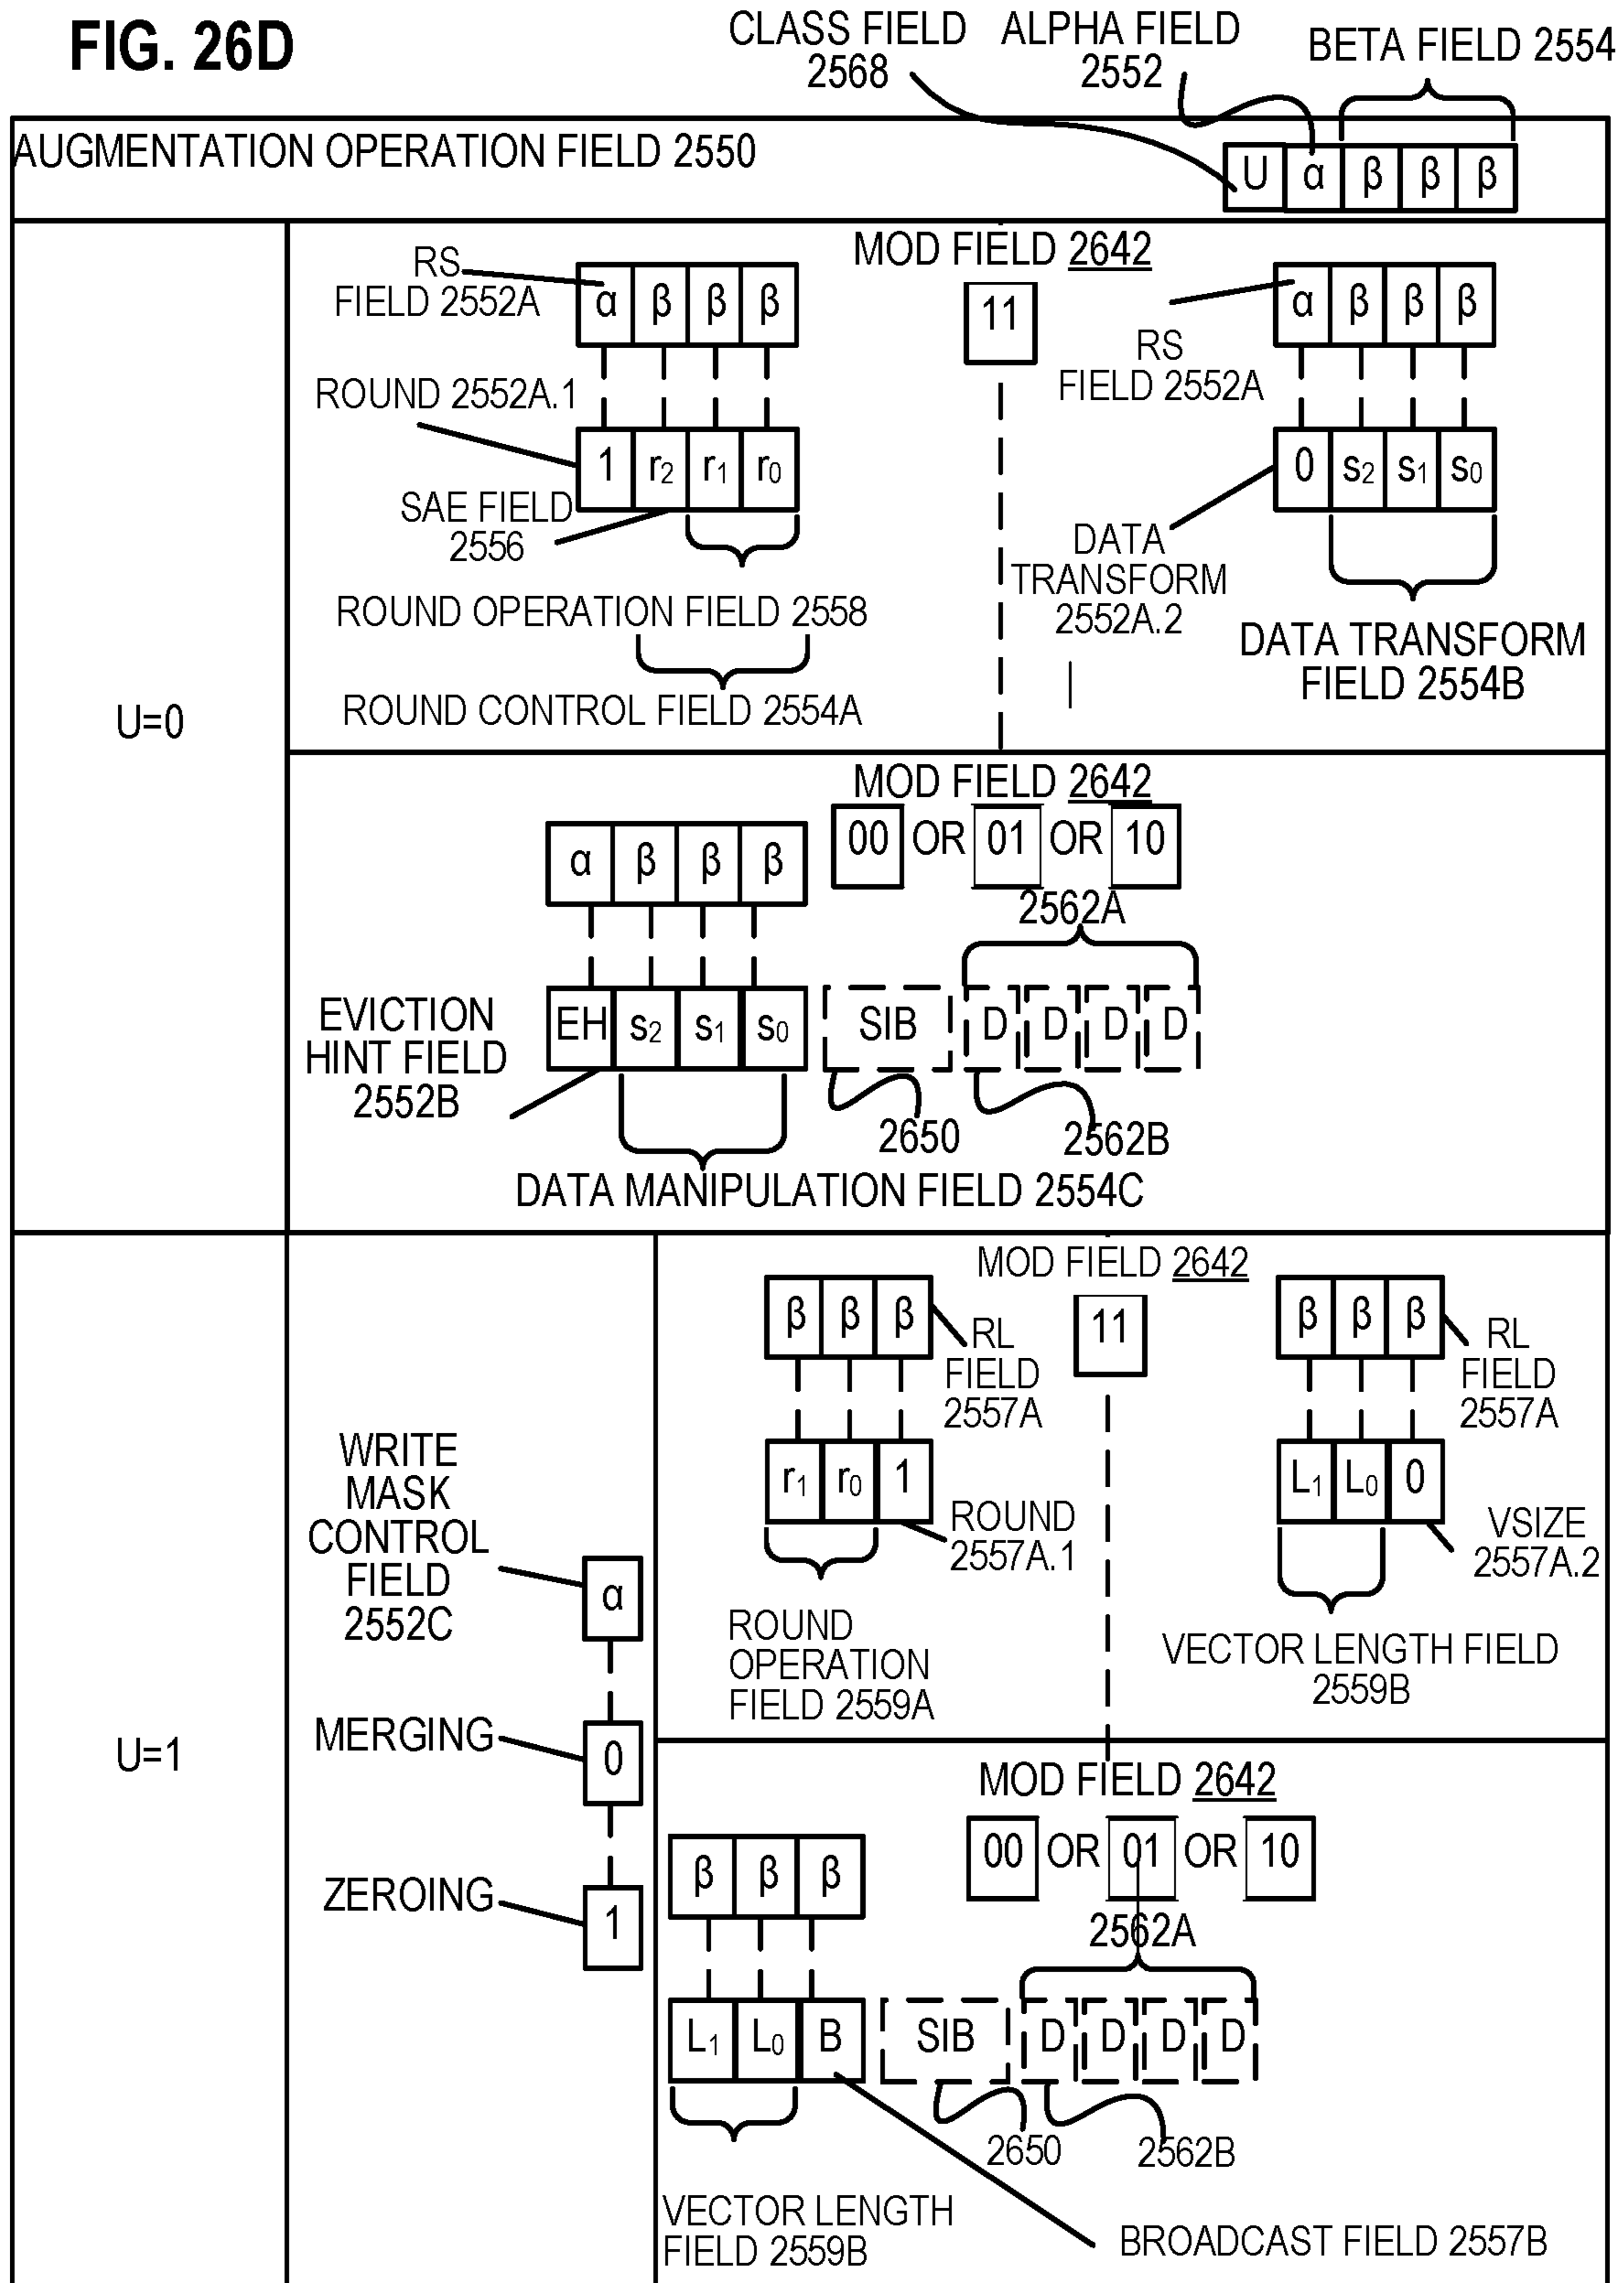 FIG. 26D
CLASS FIELD
2568
ALPHA FIELD
2552
BETA FIELD 2554
AUGMENTATION OPERATION FIELD 2550
U α β β β
U=0
MOD FIELD 2642
11
RS
FIELD 2552A
α β β β
ROUND 2552A.1
1 r2 r1 r0
SAE FIELD
2556
ROUND OPERATION FIELD 2558
ROUND CONTROL FIELD 2554A
α β β β
RS
FIELD 2552A
0 s2 s1 s0
DATA
TRANSFORM
2552A.2
DATA TRANSFORM
FIELD 2554B
MOD FIELD 2642
00 OR 01 OR 10
α β β β
2562A
EVICTION
HINT FIELD
2552B
EH s2 s1 s0 SIB D D D D
2650
2562B
DATA MANIPULATION FIELD 2554C
U=1
WRITE
MASK
CONTROL
FIELD
2552C
α
MERGING
0
ZEROING
1
MOD FIELD 2642
11
β β β
RL
FIELD
2557A
r1 r0 1
ROUND
2557A.1
ROUND
OPERATION
FIELD 2559A
β β β
RL
FIELD
2557A
L1 L0 0
VSIZE
2557A.2
VECTOR LENGTH FIELD
2559B
MOD FIELD 2642
00 OR 01 OR 10
β β β
2562A
L1 L0 B SIB D D D D
2650
2562B
VECTOR LENGTH
FIELD 2559B
BROADCAST FIELD 2557B